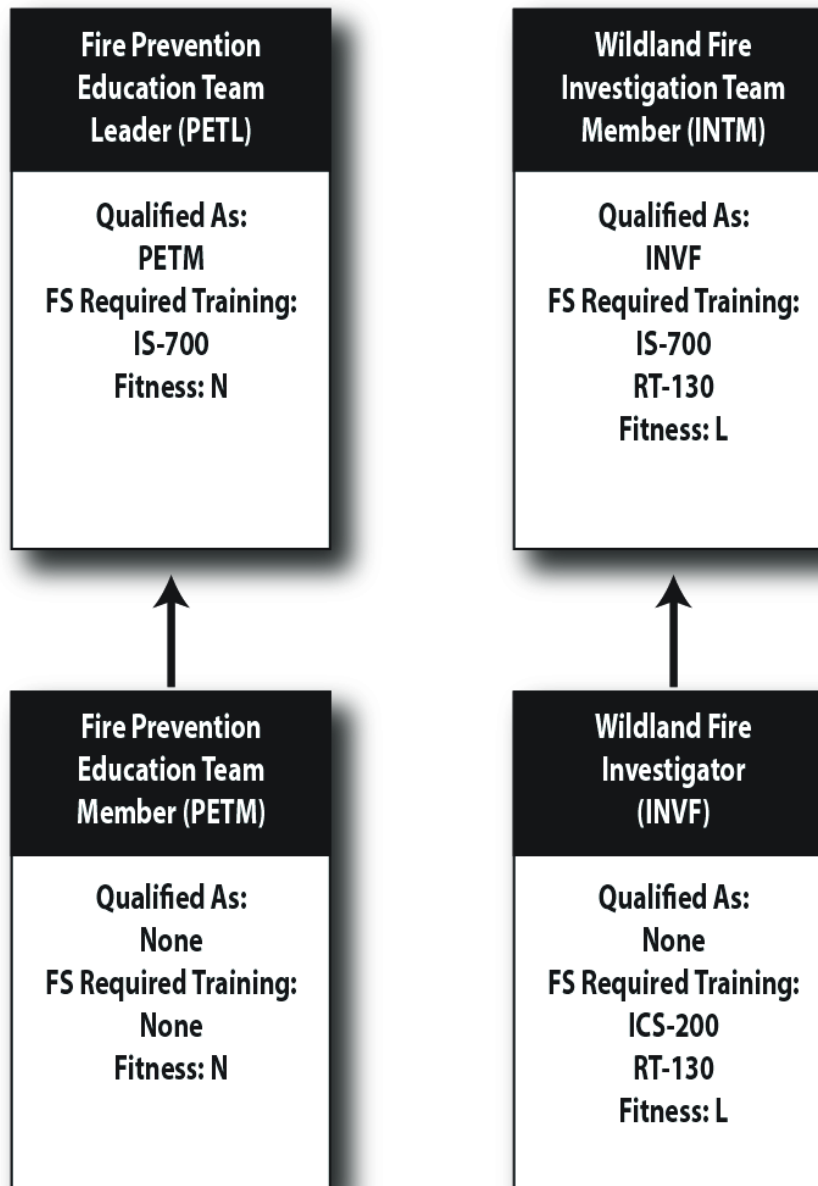 Fire Prevention
Education Team
Leader (PETL)
Qualified As:
PETM
FS Required Training:
IS-700
Fitness: N
Wildland Fire
Investigation Team
Member (INTM)
Qualified As:
INVF
FS Required Training:
IS-700
RT-130
Fitness: L
Fire Prevention
Education Team
Member (PETM)
Qualified As:
None
FS Required Training:
None
Fitness: N
Wildland Fire
Investigator
(INVF)
Qualified As:
None
FS Required Training:
ICS-200
RT-130
Fitness: L